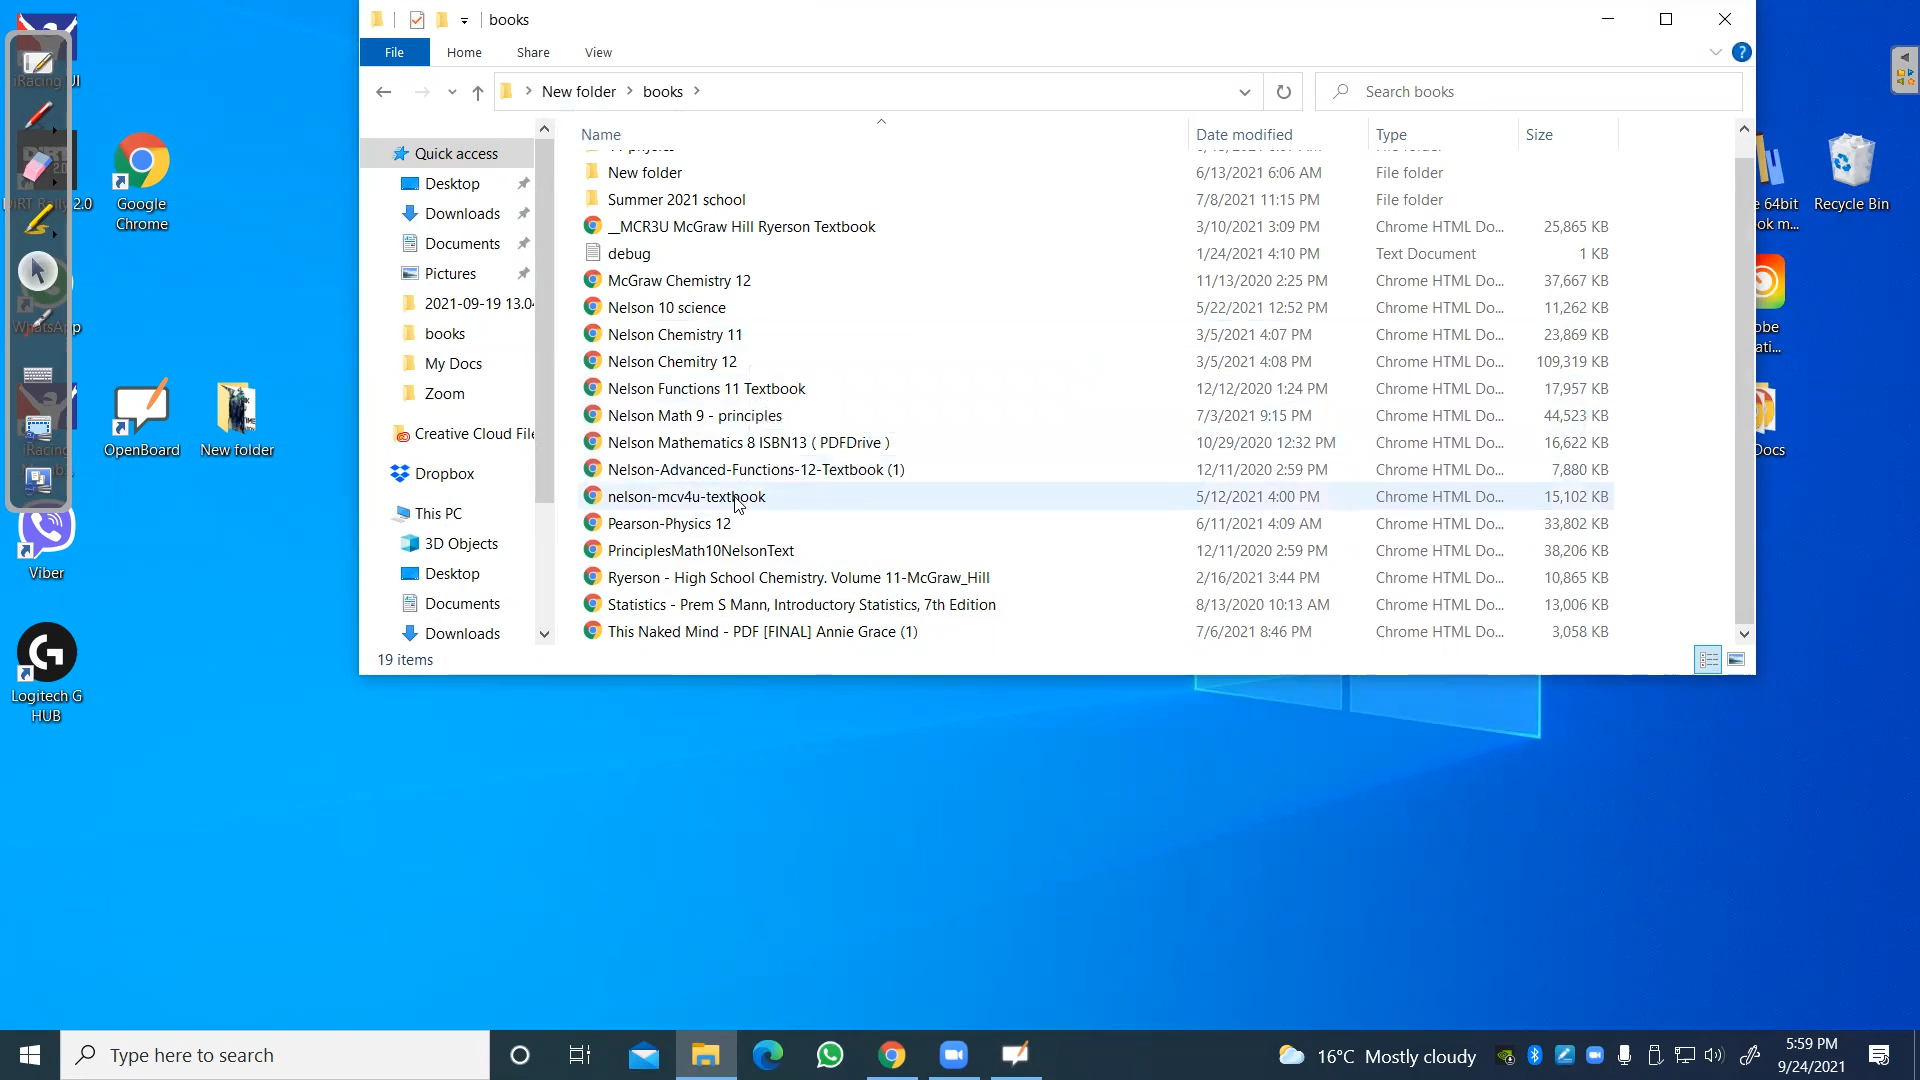 books
File Home Share View
New folder books
Search books
Name Date modified Type Size
Quick access
Desktop
Downloads
Documents
Pictures
2021-09-19 13.0
books
My Docs
Zoom
Creative Cloud File
Dropbox
This PC
3D Objects
Desktop
Documents
Downloads
New folder 6/13/2021 6:06 AM File folder
Summer 2021 school 7/8/2021 11:15 PM File folder
__MCR3U McGraw Hill Ryerson Textbook 3/10/2021 3:09 PM Chrome HTML Do... 25,865 KB
debug 1/24/2021 4:10 PM Text Document 1 KB
McGraw Chemistry 12 11/13/2020 2:25 PM Chrome HTML Do... 37,667 KB
Nelson 10 science 5/22/2021 12:52 PM Chrome HTML Do... 11,262 KB
Nelson Chemistry 11 3/5/2021 4:07 PM Chrome HTML Do... 23,869 KB
Nelson Chemitry 12 3/5/2021 4:08 PM Chrome HTML Do... 109,319 KB
Nelson Functions 11 Textbook 12/12/2020 1:24 PM Chrome HTML Do... 17,957 KB
Nelson Math 9 - principles 7/3/2021 9:15 PM Chrome HTML Do... 44,523 KB
Nelson Mathematics 8 ISBN13 ( PDFDrive ) 10/29/2020 12:32 PM Chrome HTML Do... 16,622 KB
Nelson-Advanced-Functions-12-Textbook (1) 12/11/2020 2:59 PM Chrome HTML Do... 7,880 KB
nelson-mcv4u-textbook 5/12/2021 4:00 PM Chrome HTML Do... 15,102 KB
Pearson-Physics 12 6/11/2021 4:09 AM Chrome HTML Do... 33,802 KB
PrinciplesMath10NelsonText 12/11/2020 2:59 PM Chrome HTML Do... 38,206 KB
Ryerson - High School Chemistry. Volume 11-McGraw_Hill 2/16/2021 3:44 PM Chrome HTML Do... 10,865 KB
Statistics - Prem S Mann, Introductory Statistics, 7th Edition 8/13/2020 10:13 AM Chrome HTML Do... 13,006 KB
This Naked Mind - PDF [FINAL] Annie Grace (1) 7/6/2021 8:46 PM Chrome HTML Do... 3,058 KB
19 items
iRacing UI
DiRT Rally 2.0
Google
Chrome
WhatsApp
iRacing
OpenBoard
New folder
Viber
Logitech G
HUB
e 64bit
ok m...
Recycle Bin
obe
ati...
Docs
Type here to search
16°C Mostly cloudy
5:59 PM
9/24/2021